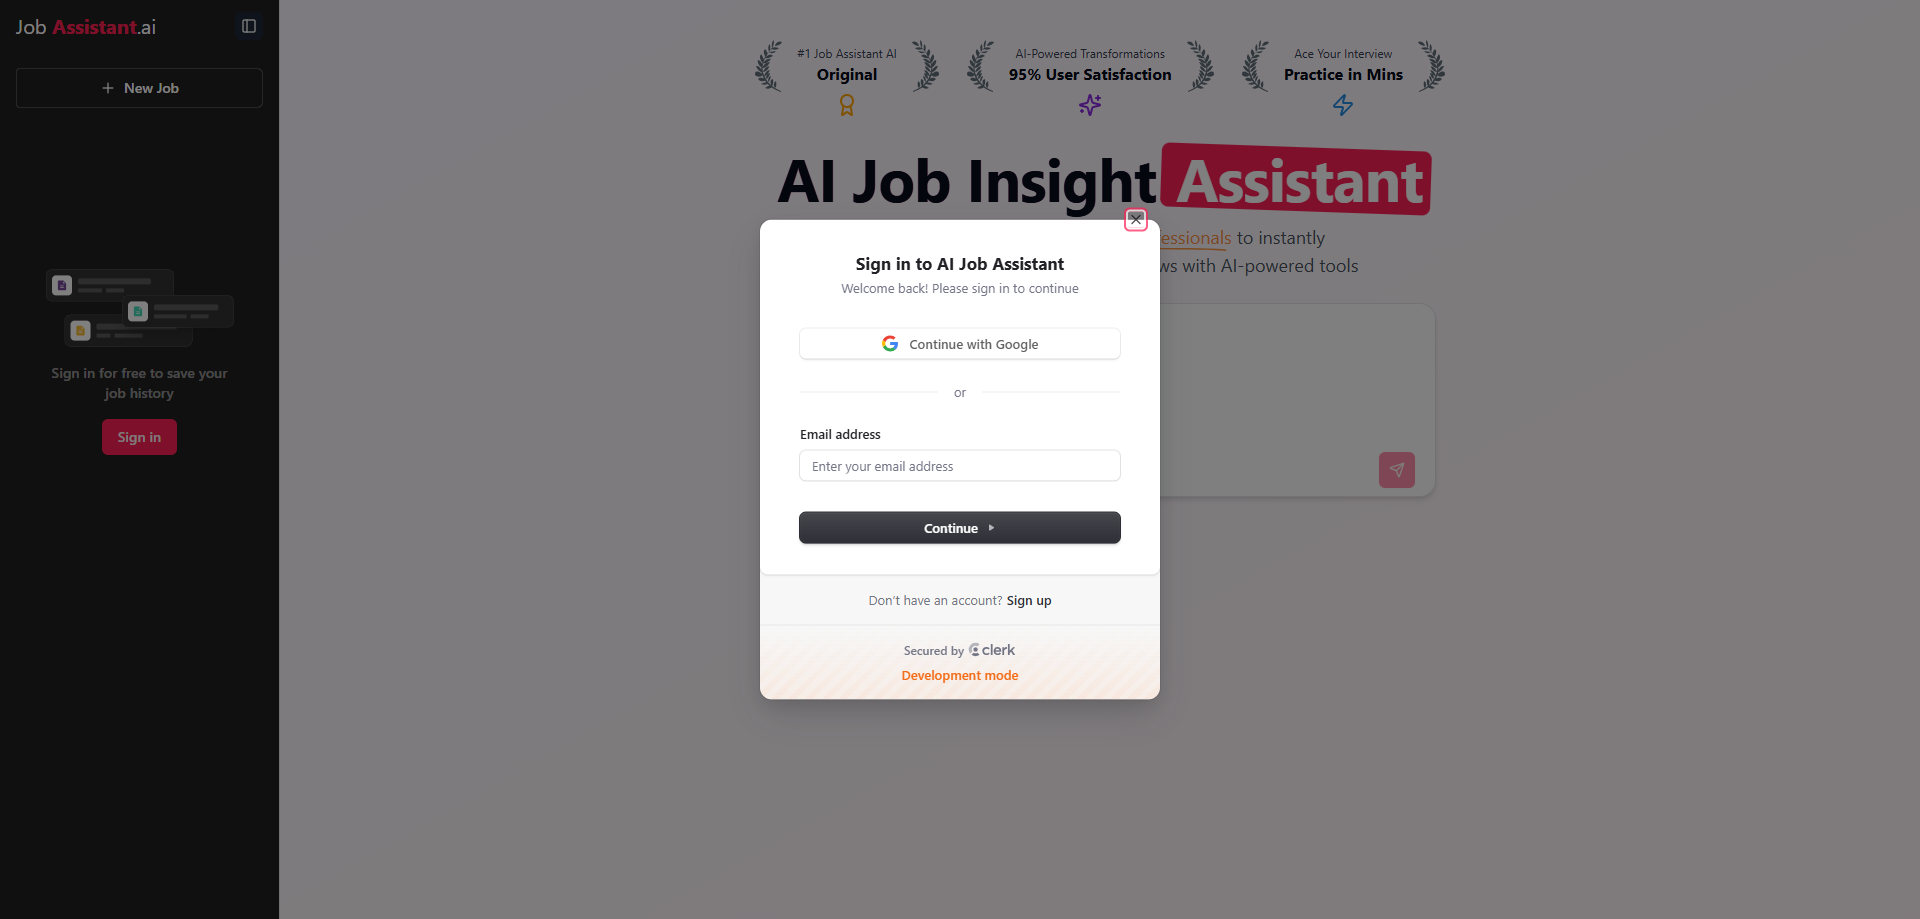 Job Assistant.ai
New Job
Sign in for free to save your
job history
Sign in
#1 Job Assistant AI
Original
AI-Powered Transformations
95% User Satisfaction
Ace Your Interview
Practice in Mins
AI Job Insight Assistant
to instantly
with AI-powered tools
Sign in to AI Job Assistant
Welcome back! Please sign in to continue
Continue with Google
or
Email address
Enter your email address
Continue
Don't have an account? Sign up
Secured by clerk
Development mode